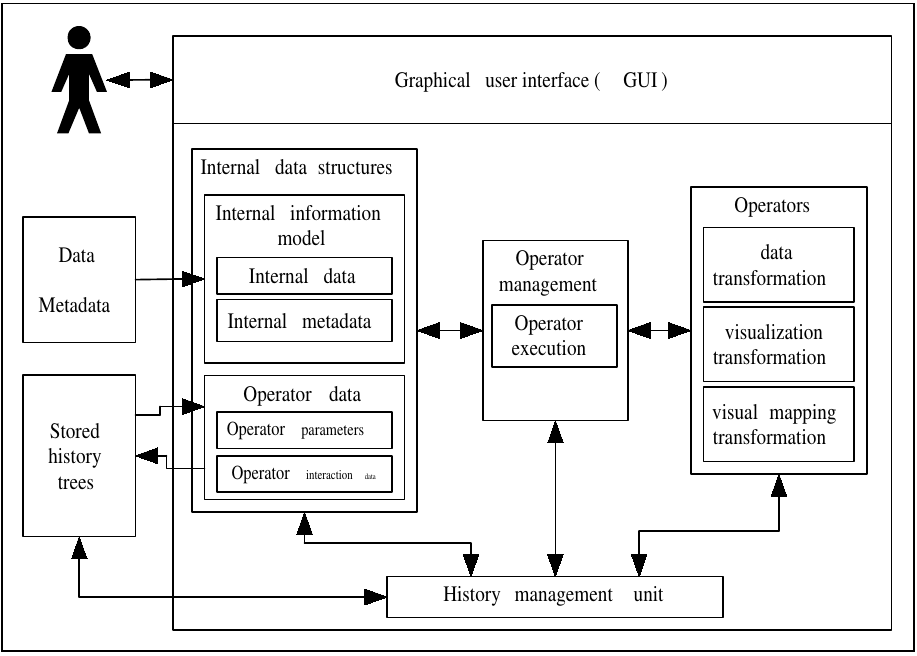 Graphical user interface ( GUI )
Internal data structures
Internal information
model
Internal data
Internal metadata
Operator data
Operator parameters
Operator interaction data
Data
Metadata
Stored
history
trees
Operator
management
Operator
execution
Operators
data
transformation
visualization
transformation
visual mapping
transformation
History management unit